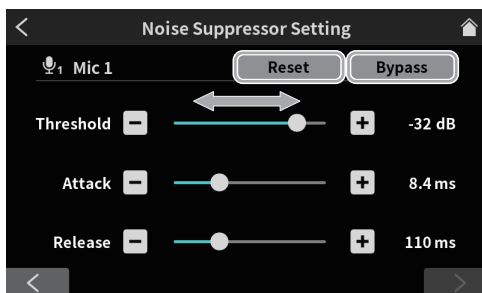 Noise Suppressor Setting
1 Mic 1
Reset
Bypass
Threshold
-32 dB
Attack
8.4 ms
Release
110 ms